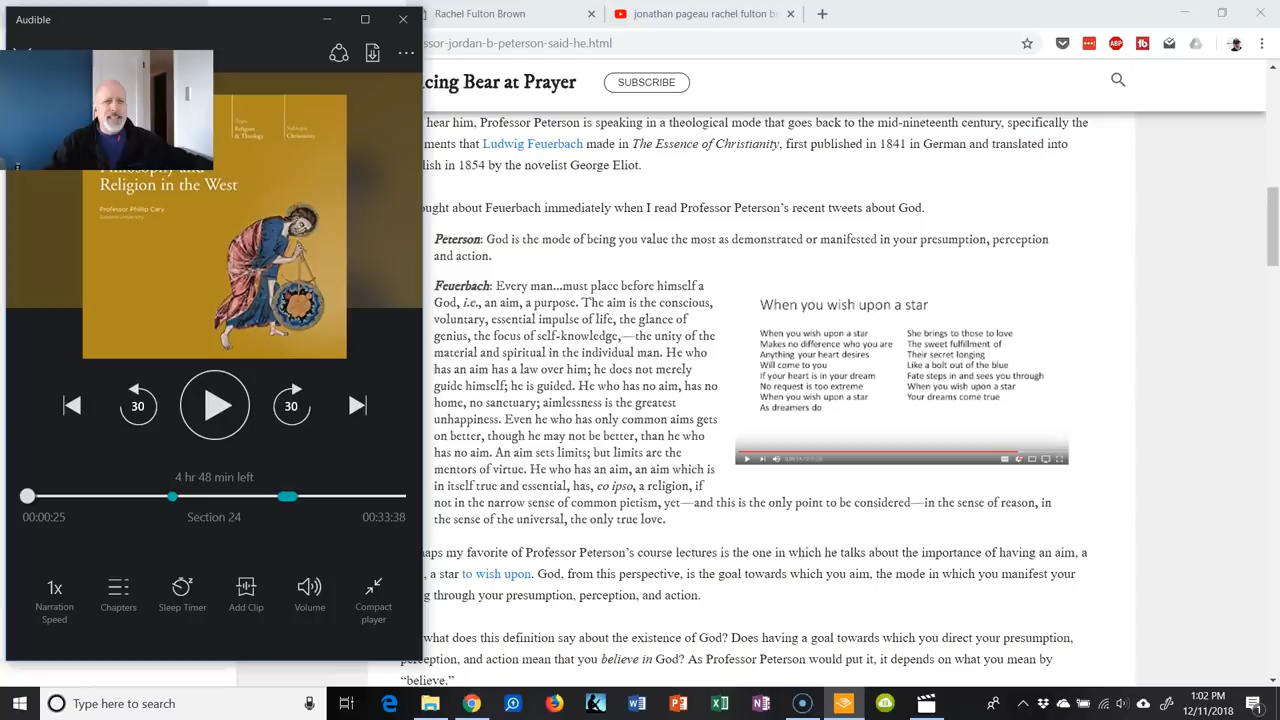 Audible
Type:
Religion
& Theology
Subtopic
Christianity
Philosophy and
Religion in the West
Professor Phillip Cary
30
30
4 hr 48 min left
00:00:25
Section 24
00:33:38
1x
Narration
Speed
Chapters
Sleep Timer
Add Clip
Volume
Compact
player
Rachel Fulton Brown
jonathan pageau rachel fulton b
ssor-jordan-b-peterson-said-he.html
ABP
cing Bear at Prayer
SUBSCRIBE
hear him, Professor Peterson is speaking in a theological mode that goes back to the mid-nineteenth century, specifically the
ments that Ludwig Feuerbach made in The Essence of Christianity, first published in 1841 in German and translated into
lish in 1854 by the novelist George Eliot.
ought about Feuerbach immediately when I read Professor Peterson's recent tweets about God.
Peterson: God is the mode of being you value the most as demonstrated or manifested in your presumption, perception
and action.
Feuerbach: Every man...must place before himself a
God, i.e., an aim, a purpose. The aim is the conscious,
voluntary, essential impulse of life, the glance of
genius, the focus of self-knowledge,—the unity of the
material and spiritual in the individual man. He who
has an aim has a law over him; he does not merely
guide himself; he is guided. He who has no aim, has no
home, no sanctuary; aimlessness is the greatest
unhappiness. Even he who has only common aims gets
on better, though he may not be better, than he who
has no aim. An aim sets limits; but limits are the
mentors of virtue. He who has an aim, an aim which is
in itself true and essential, has, eo ipso, a religion, if
not in the narrow sense of common pietism, yet—and this is the only point to be considered—in the sense of reason, in
the sense of the universal, the only true love.
When you wish upon a star
When you wish upon a star
Makes no difference who you are
Anything your heart desires
Will come to you
If your heart is in your dream
No request is too extreme
When you wish upon a star
As dreamers do
She brings to those to love
The sweet fulfillment of
Their secret longing
Like a bolt out of the blue
Fate steps in and sees you through
When you wish upon a star
Your dreams come true
haps my favorite of Professor Peterson's course lectures is the one in which he talks about the importance of having an aim, a
, a star to wish upon. God, from this perspective, is the goal towards which you aim, the mode in which you manifest your
g through your presumption, perception, and action.
what does this definition say about the existence of God? Does having a goal towards which you direct your presumption,
perception, and action mean that you believe in God? As Professor Peterson would put it, it depends on what you mean by
"believe."
Type here to search
1:02 PM
12/11/2018